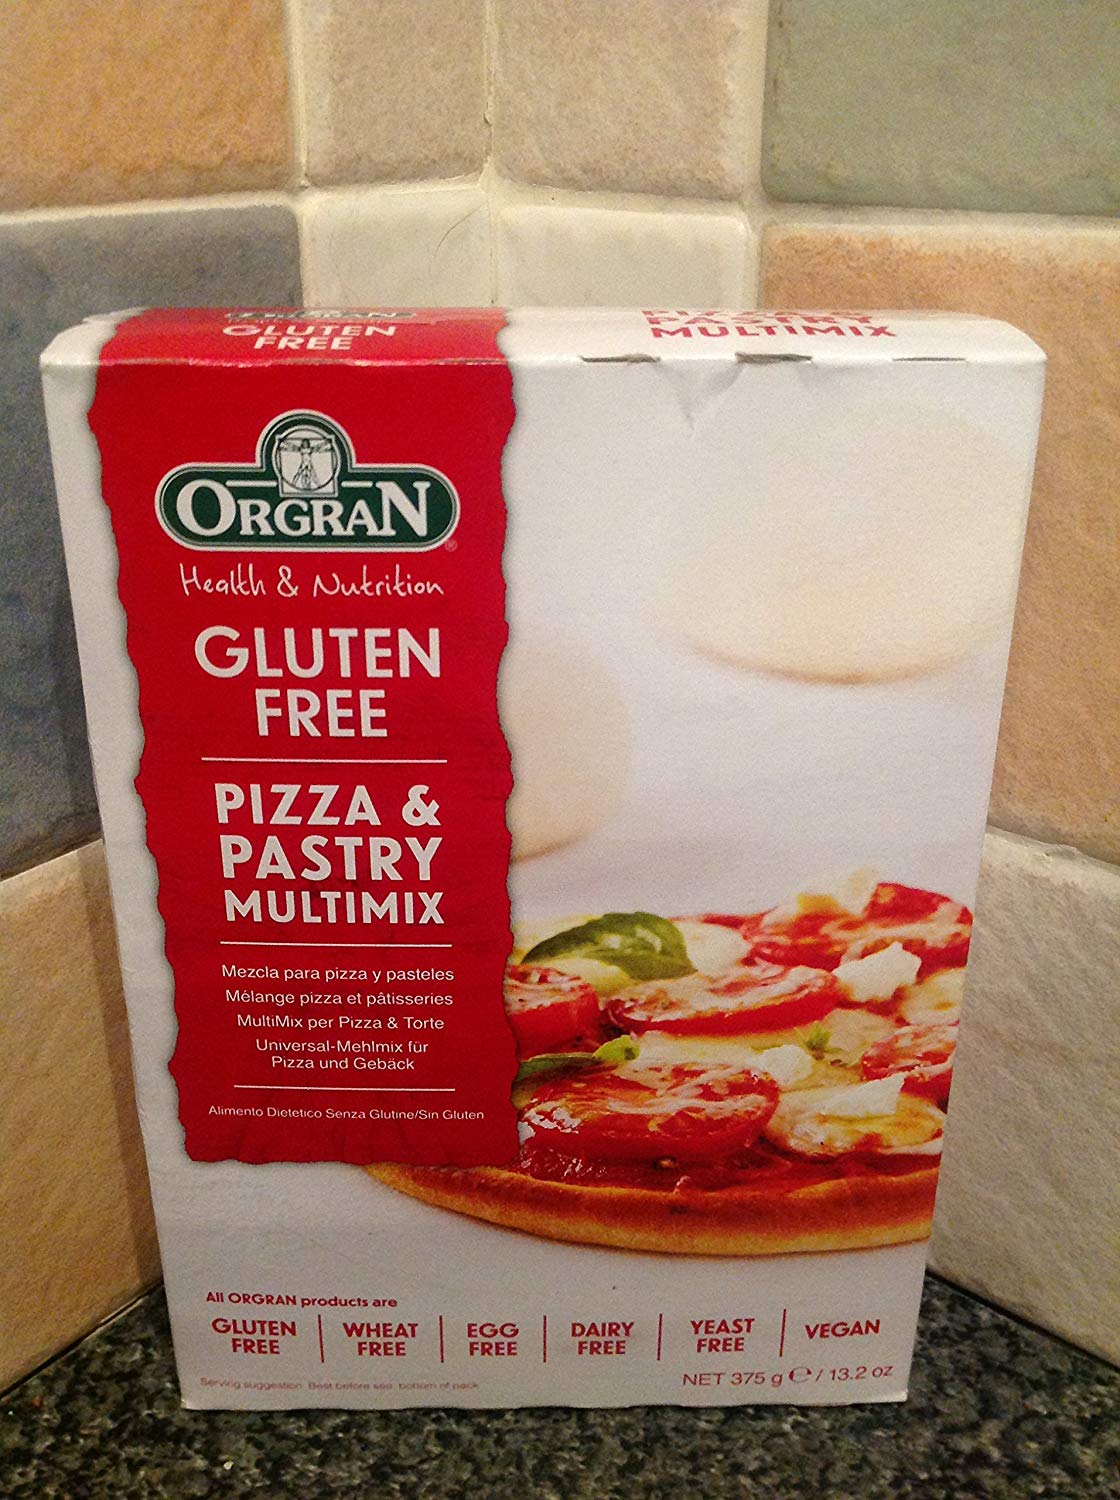 GLUTEN
FREE
PASTRY
MULTIMIX
ORGRAN
®
Health & Nutrition
GLUTEN
FREE
PIZZA &
PASTRY
MULTIMIX
Mezcla para pizza y pasteles
Mélange pizza et pâtisseries
MultiMix per Pizza & Torte
Universal-Mehlmix für
Pizza und Gebäck
Alimento Dietetico Senza Glutine/Sin Gluten
All ORGRAN products are
GLUTEN FREE
WHEAT FREE
EGG FREE
DAIRY FREE
YEAST FREE
VEGAN
Serving suggestion Best before see bottom of pack
NET 375 g ℮ / 13.2 oz